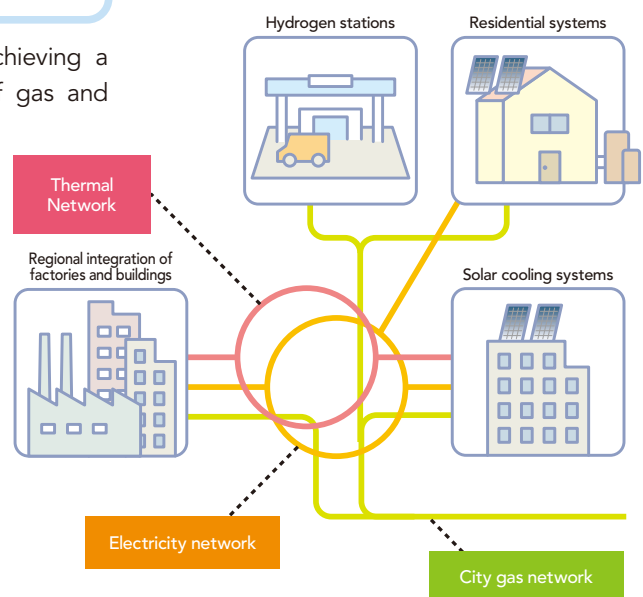 chieving a
gas and
Hydrogen stations
Residential systems
Thermal
Network
Regional integration of
factories and buildings
Solar cooling systems
Electricity network
City gas network